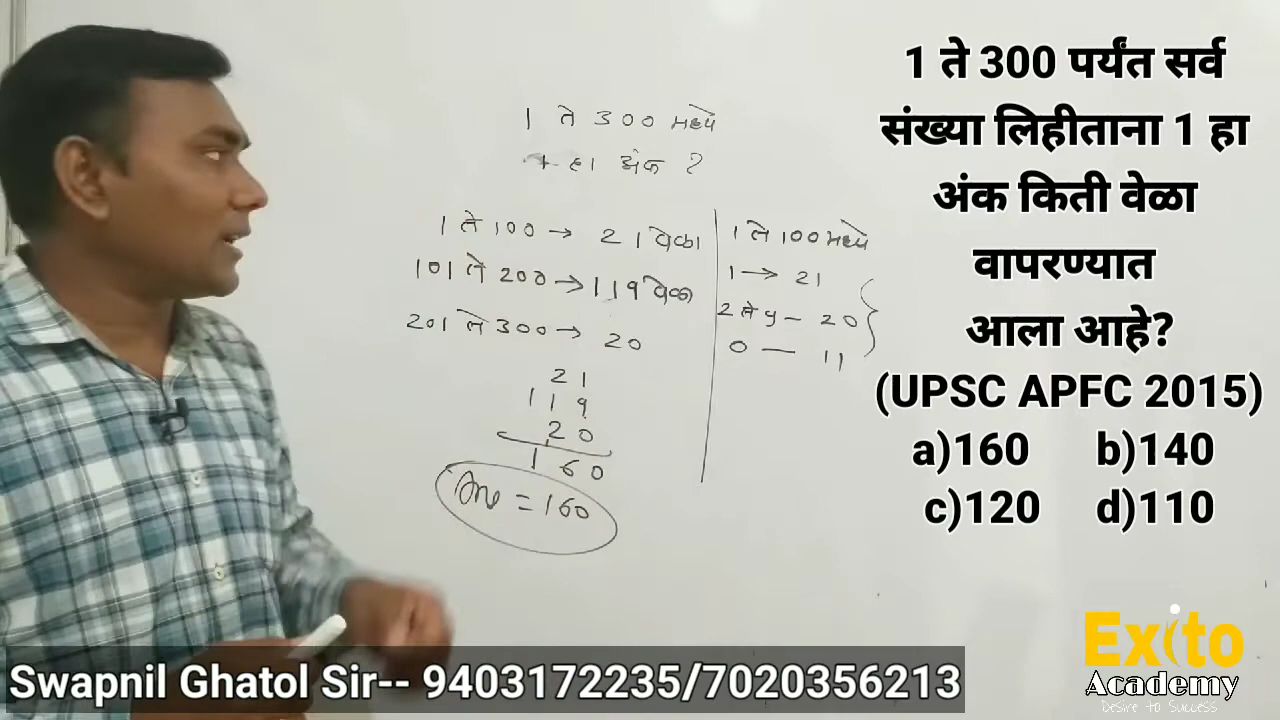 1 ते 300 मध्ये
1 हा अंक ?
1 ते 100 → 21 वेळा
101 ते 200 → 119 वेळा
201 ते 300 → 20
21
119
20
160
Ans = 160
1 ते 100 मध्ये
1 → 21
2 ते 9 – 20
0 — 11
1 ते 300 पर्यंत सर्व
संख्या लिहीताना 1 हा
अंक किती वेळा
वापरण्यात
आला आहे?
(UPSC APFC 2015)
a)160 b)140
c)120 d)110
Exito
Academy
Desire to Success
Swapnil Ghatol Sir-- 9403172235/7020356213